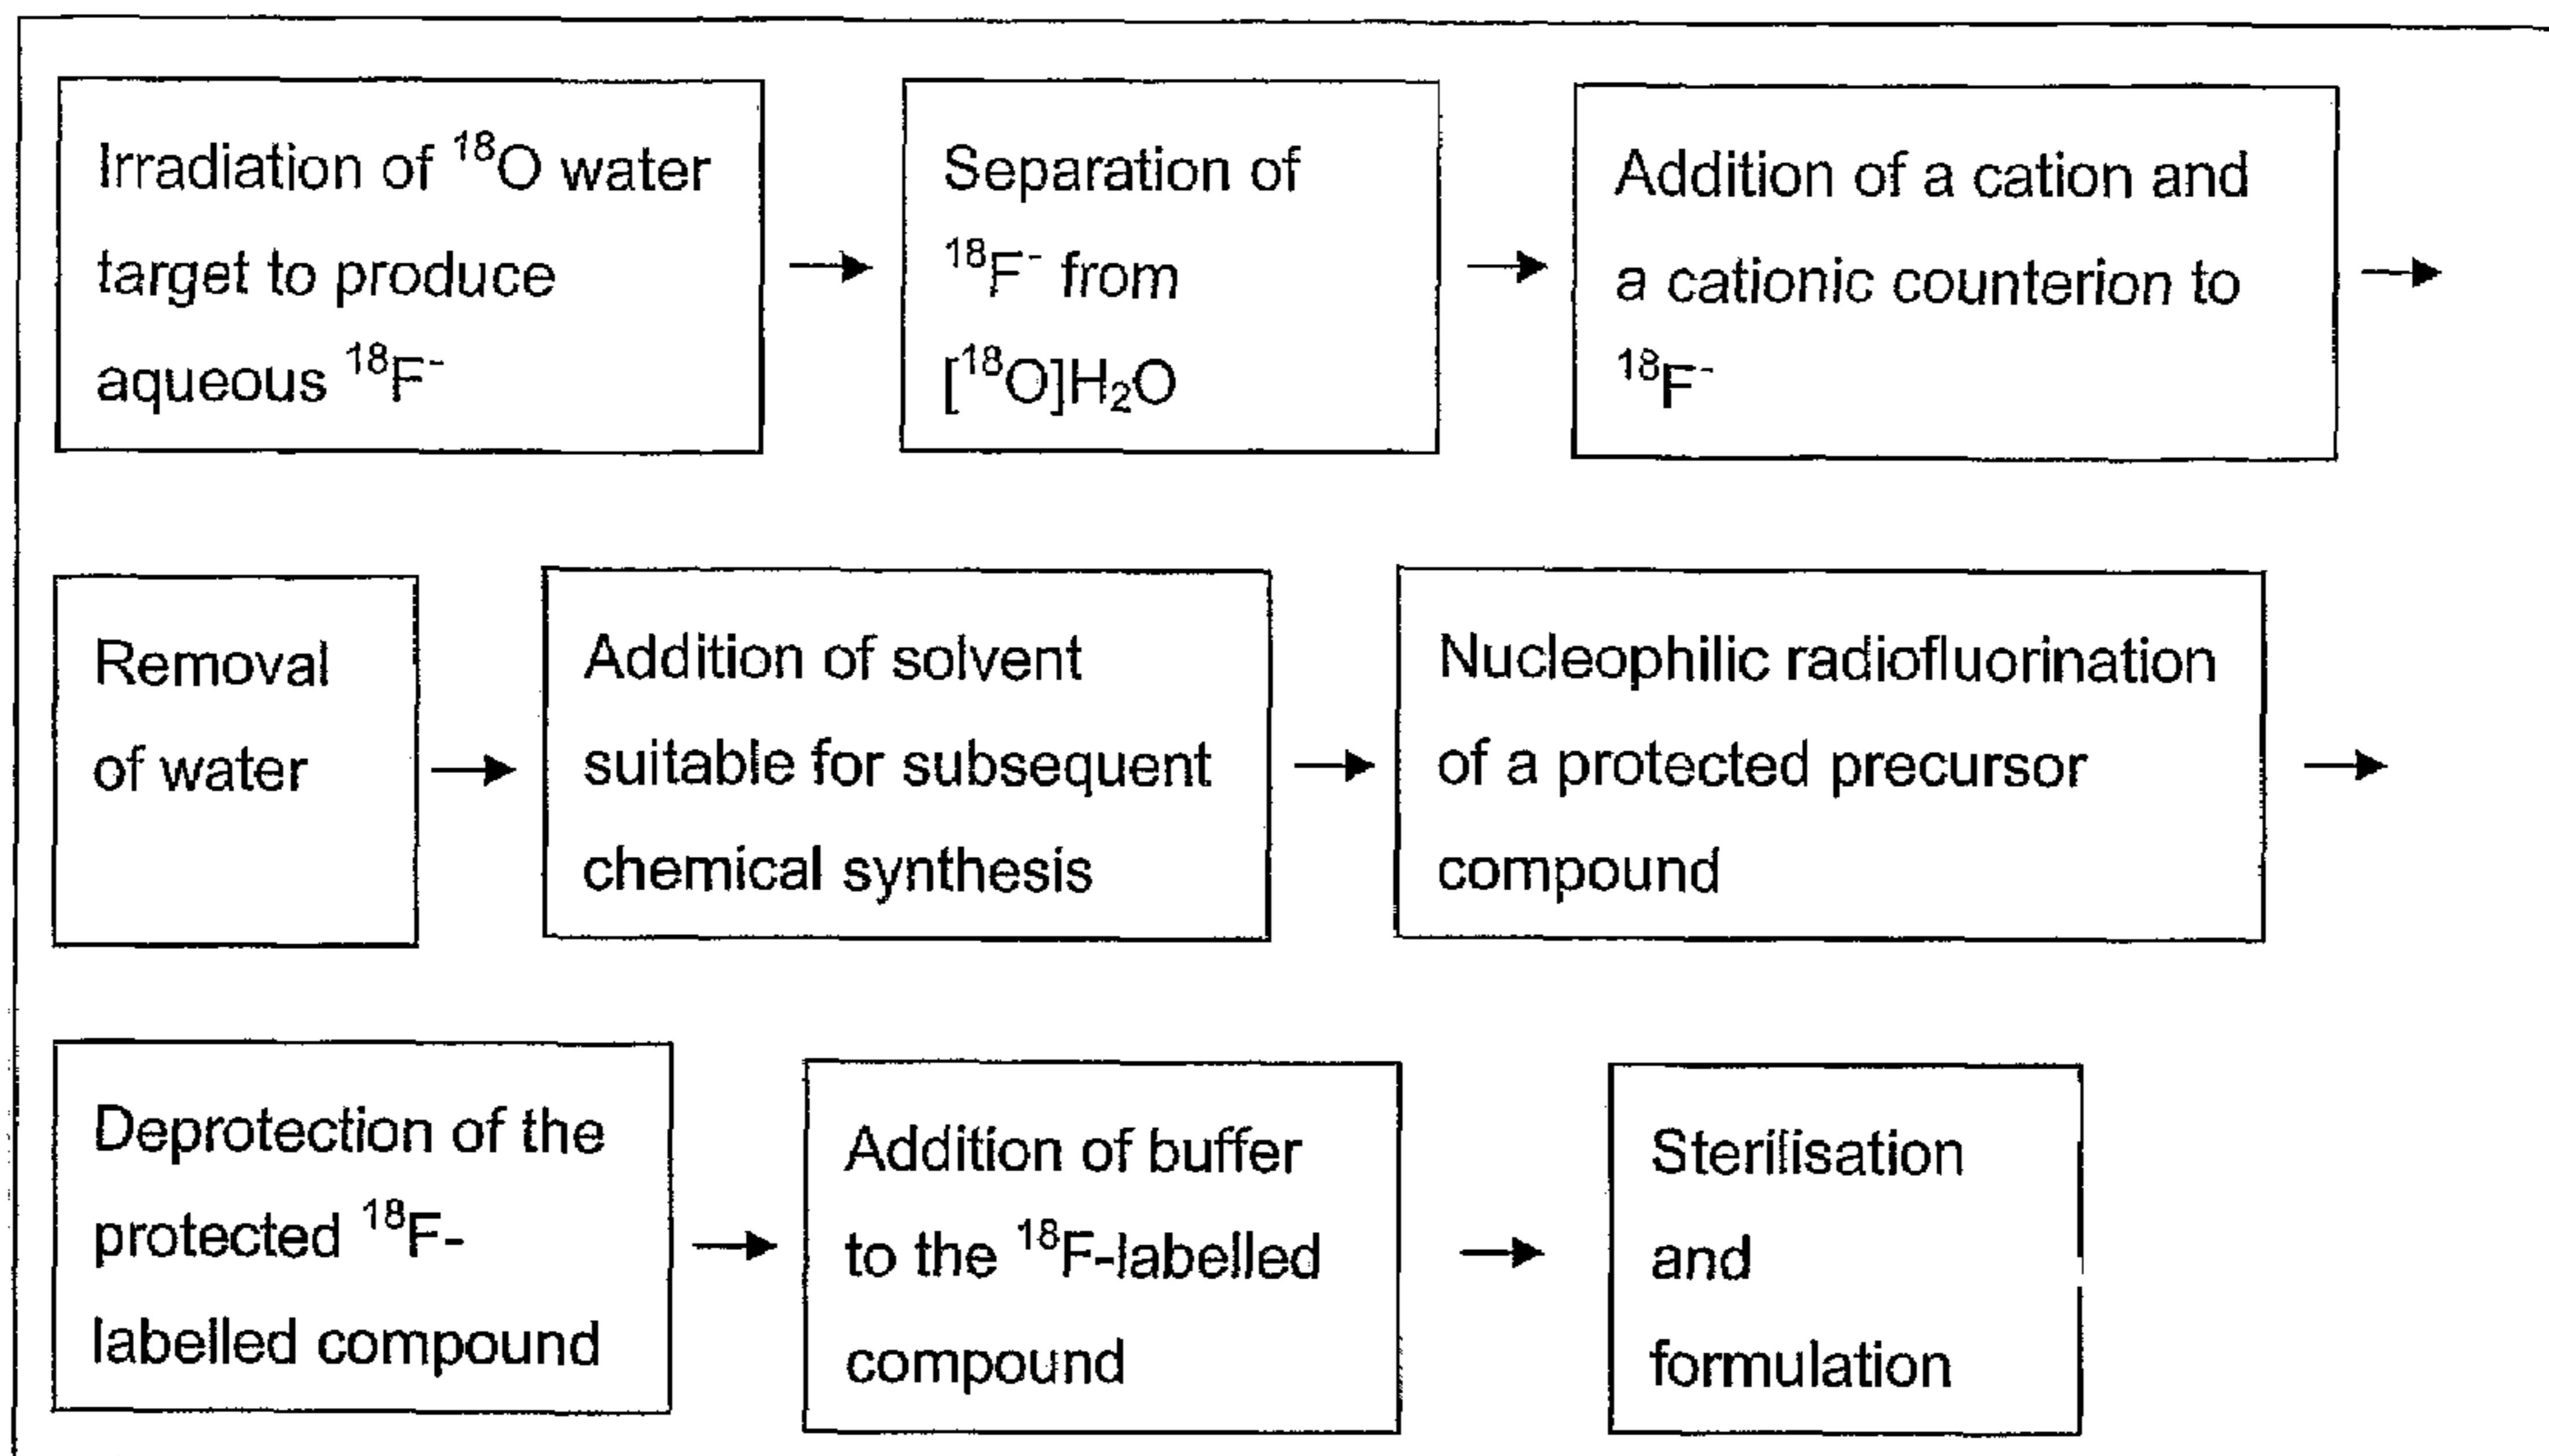 Irradiation of ¹⁸O water
target to produce
aqueous ¹⁸F⁻
Separation of
¹⁸F⁻ from
[¹⁸O]H₂O
Addition of a cation and
a cationic counterion to
¹⁸F⁻
Removal
of water
Addition of solvent
suitable for subsequent
chemical synthesis
Nucleophilic radiofluorination
of a protected precursor
compound
Deprotection of the
protected ¹⁸F-
labelled compound
Addition of buffer
to the ¹⁸F-labelled
compound
Sterilisation
and
formulation